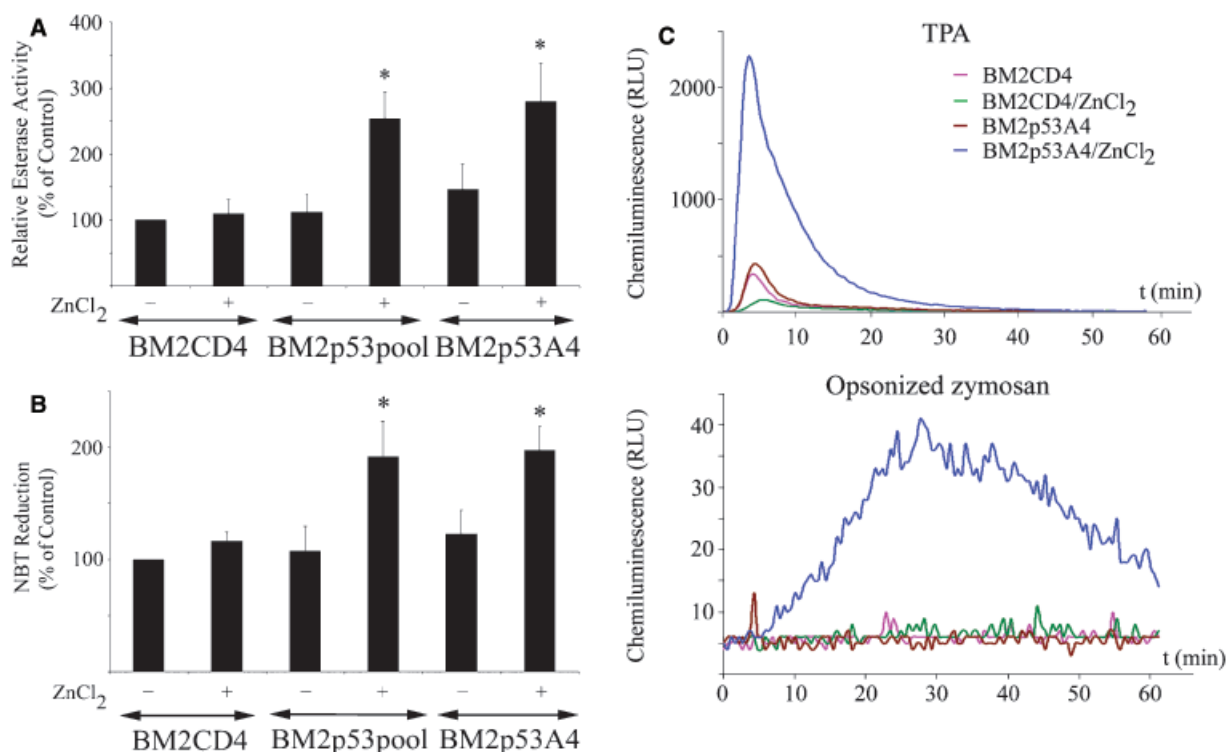 A
Relative Esterase Activity
(% of Control)
400
300
200
100
*
*
ZnCl2 − + − + − +
BM2CD4 BM2p53pool BM2p53A4
B
NBT Reduction
(% of Control)
200
100
*
*
ZnCl2 − + − + − +
BM2CD4 BM2p53pool BM2p53A4
C
TPA
Chemiluminescence (RLU)
2000
1000
BM2CD4
BM2CD4/ZnCl2
BM2p53A4
BM2p53A4/ZnCl2
t (min)
0 10 20 30 40 50 60
Opsonized zymosan
Chemiluminescence (RLU)
40
30
20
10
t (min)
0 10 20 30 40 50 60